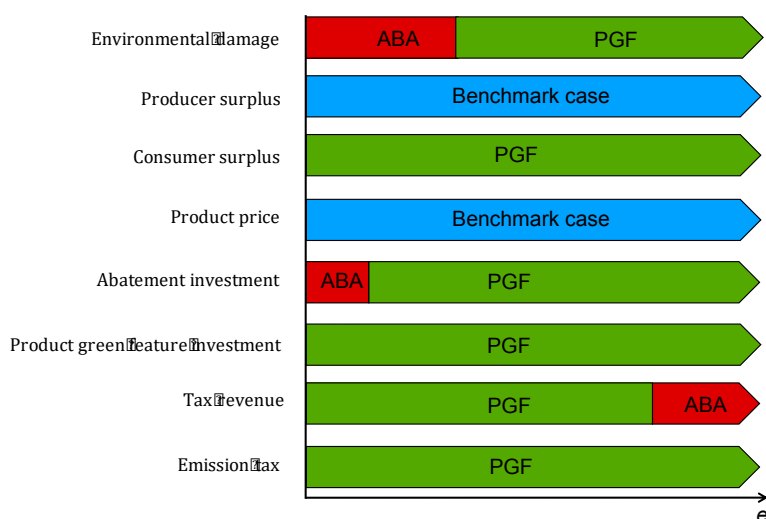 Environmental damage
ABA PGF
Producer surplus
Benchmark case
Consumer surplus
PGF
Product price
Benchmark case
Abatement investment
ABA PGF
Product green feature investment
PGF
Tax revenue
PGF ABA
Emission tax
PGF
e